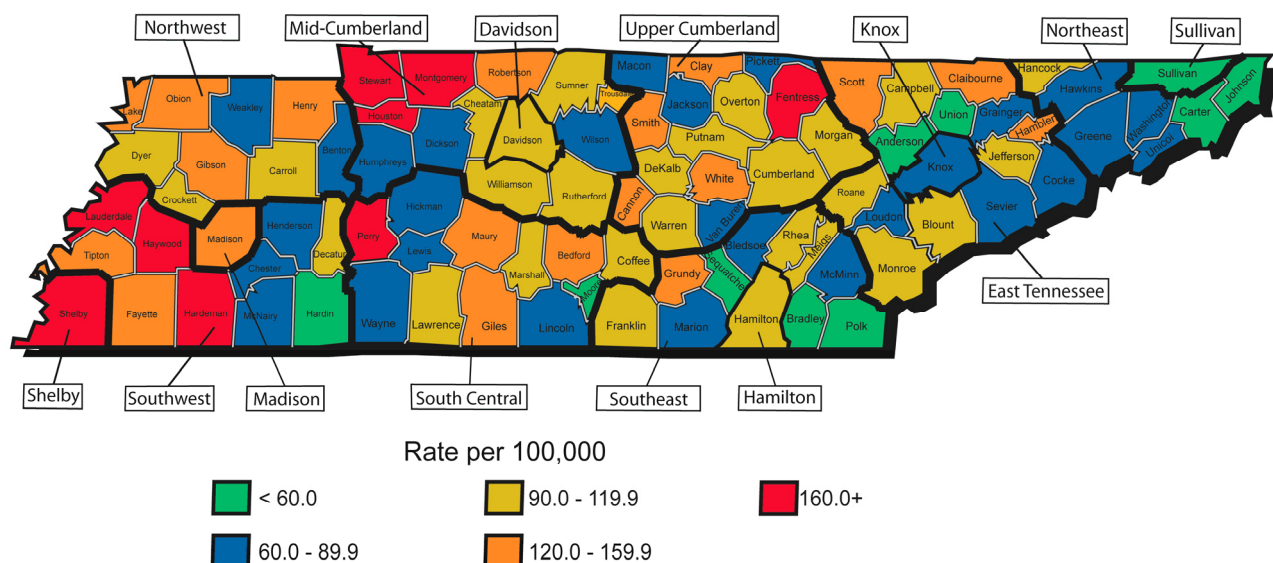 Northwest
Mid-Cumberland
Davidson
Upper Cumberland
Knox
Northeast
Sullivan
Lake
Obion
Weakley
Henry
Stewart
Montgomery
Robertson
Sumner
Macon
Clay
Pickett
Scott
Campbell
Claibourne
Hancock
Hawkins
Sullivan
Johnson
Houston
Cheatam
Trousdale
Jackson
Overton
Fentress
Union
Grainger
Hambler
Greene
Washington
Carter
Unicoi
Dyer
Gibson
Carroll
Benton
Humphreys
Dickson
Davidson
Wilson
Smith
Putnam
Morgan
Anderson
Knox
Jefferson
Cocke
Crockett
Williamson
Rutherford
DeKalb
White
Cumberland
Roane
Loudon
Blount
Sevier
Lauderdale
Haywood
Madison
Henderson
Decatur
Perry
Hickman
Maury
Cannon
Warren
Van Buren
Bledsoe
Rhea
Meigs
Monroe
Tipton
Chester
Lewis
Marshall
Bedford
Coffee
Grundy
Sequatche
McMinn
Shelby
Fayette
Hardeman
McNairy
Hardin
Wayne
Lawrence
Giles
Lincoln
Moore
Franklin
Marion
Hamilton
Bradley
Polk
East Tennessee
Shelby
Southwest
Madison
South Central
Southeast
Hamilton
Rate per 100,000
< 60.0
90.0 - 119.9
160.0+
60.0 - 89.9
120.0 - 159.9